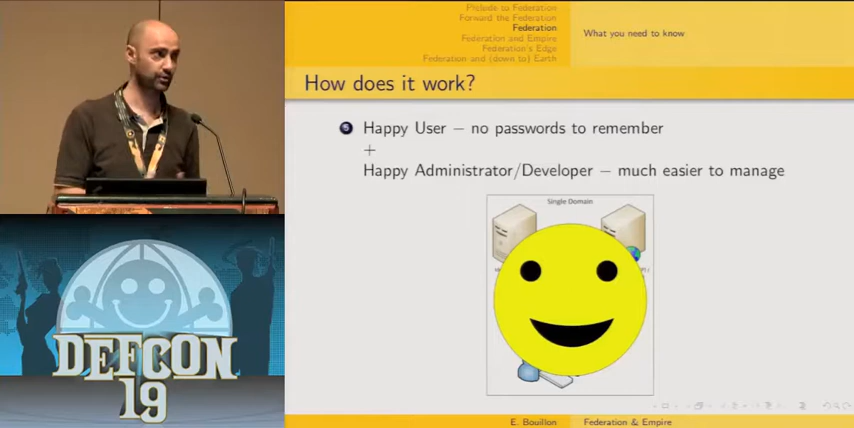 Prelude to Federation
Forward the Federation
Federation
Federation and Empire
Federation's Edge
Federation and (down to) Earth
What you need to know
How does it work?
5 Happy User – no passwords to remember
+
Happy Administrator/Developer – much easier to manage
Single Domain
DEFCON
19
E. Bouillon
Federation & Empire